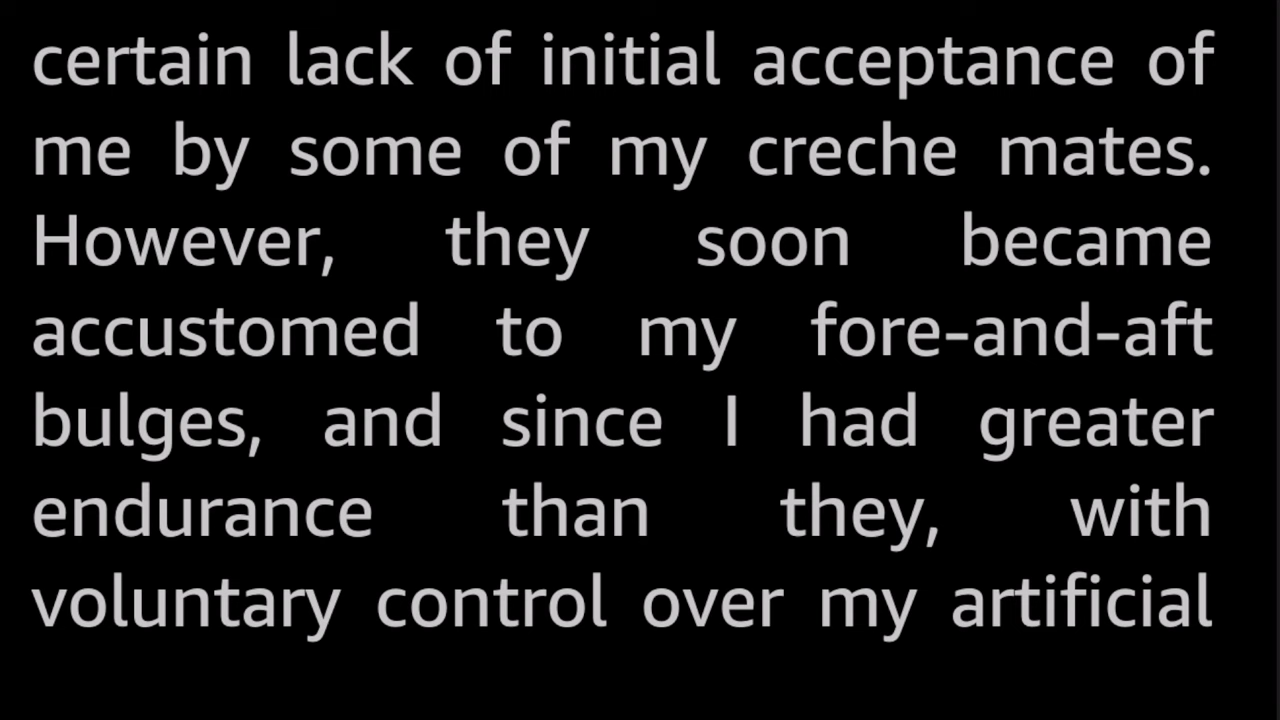 certain lack of initial acceptance of
me by some of my creche mates.
However, they soon became
accustomed to my fore-and-aft
bulges, and since I had greater
endurance than they, with
voluntary control over my artificial